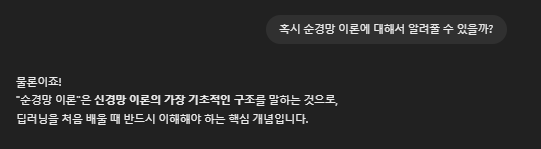 혹시 순경망 이론에 대해서 알려줄 수 있을까?
물론이죠!
"순경망 이론"은 신경망 이론의 가장 기초적인 구조를 말하는 것으로,
딥러닝을 처음 배울 때 반드시 이해해야 하는 핵심 개념입니다.